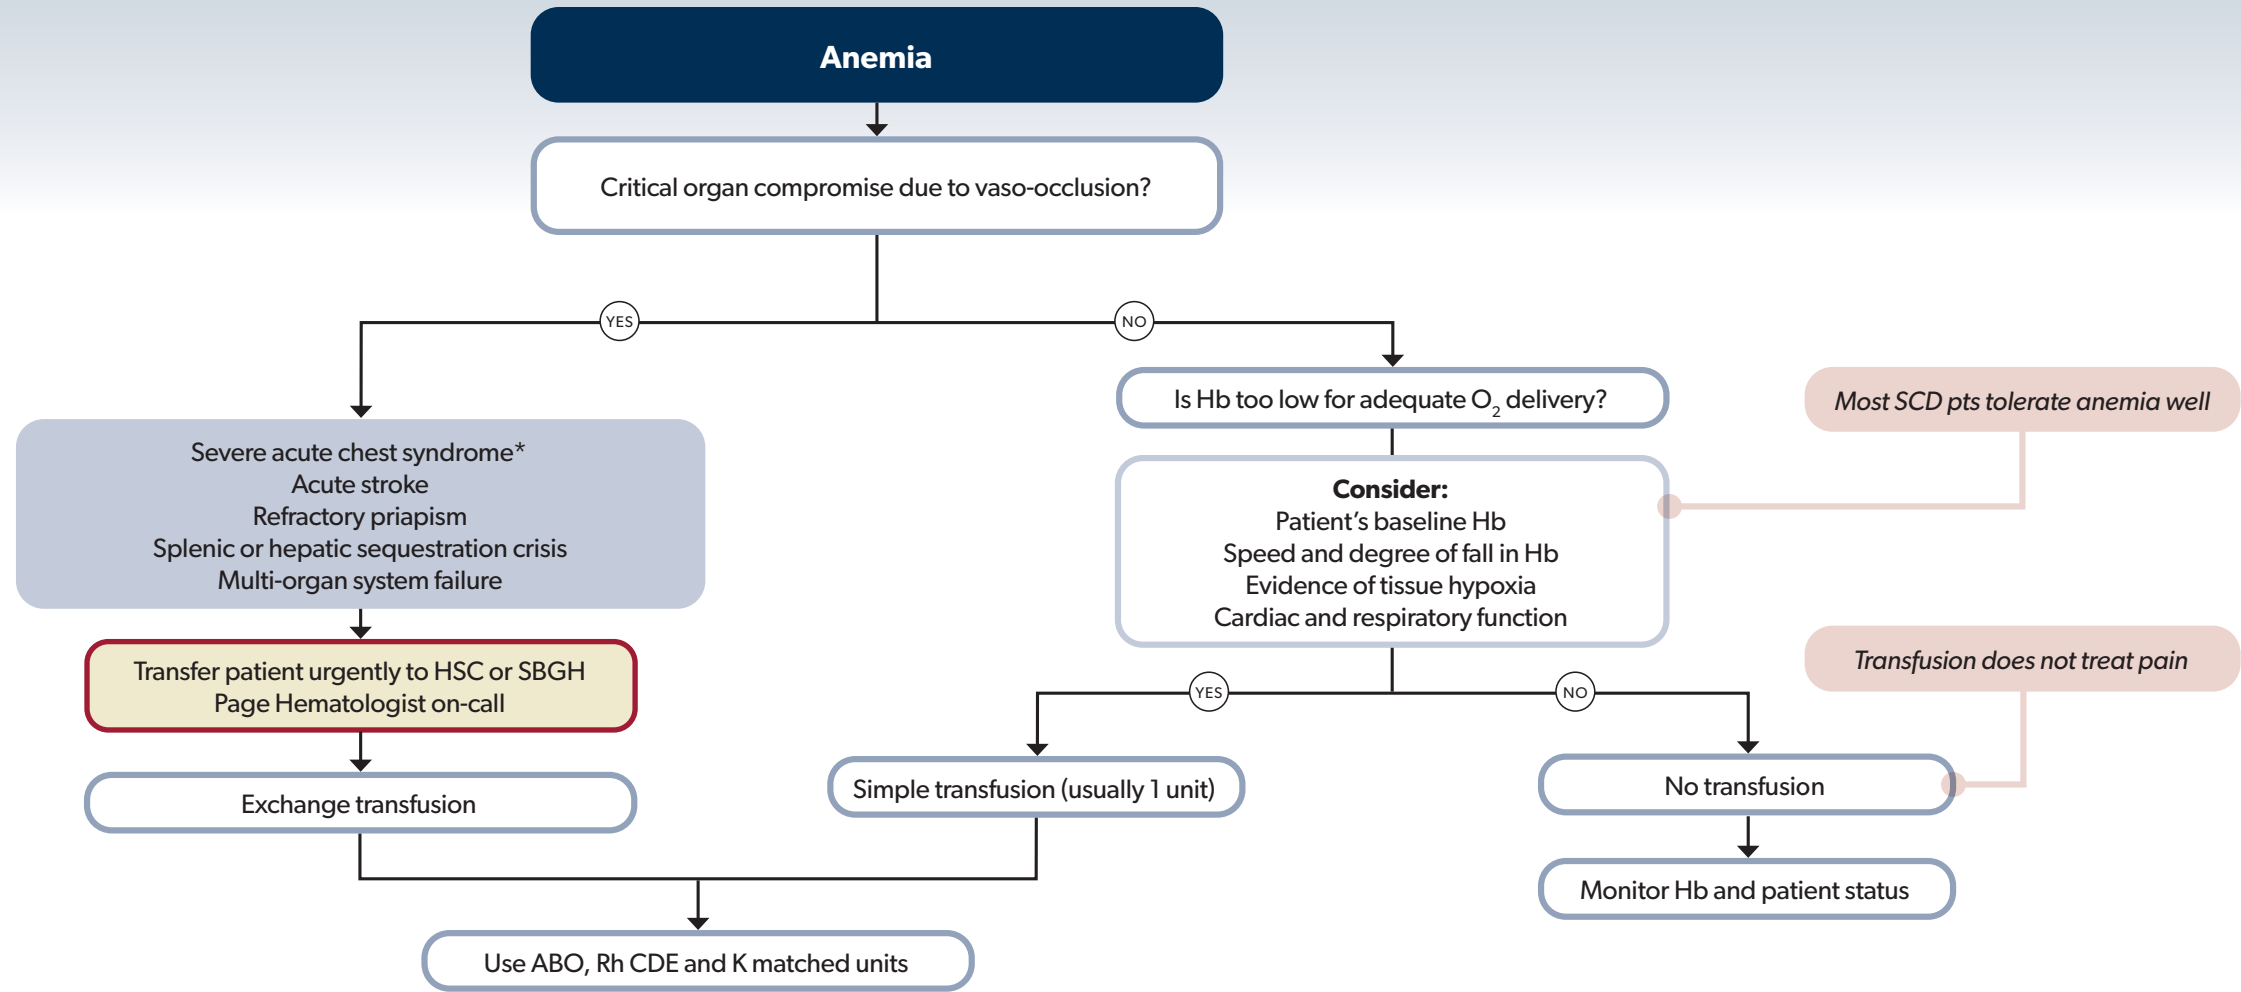 Anemia
Critical organ compromise due to vaso-occlusion?
YES
NO
Severe acute chest syndrome*
Acute stroke
Refractory priapism
Splenic or hepatic sequestration crisis
Multi-organ system failure
Transfer patient urgently to HSC or SBGH
Page Hematologist on-call
Exchange transfusion
Is Hb too low for adequate O₂ delivery?
Most SCD pts tolerate anemia well
Consider:
Patient’s baseline Hb
Speed and degree of fall in Hb
Evidence of tissue hypoxia
Cardiac and respiratory function
YES
NO
Transfusion does not treat pain
Simple transfusion (usually 1 unit)
No transfusion
Monitor Hb and patient status
Use ABO, Rh CDE and K matched units